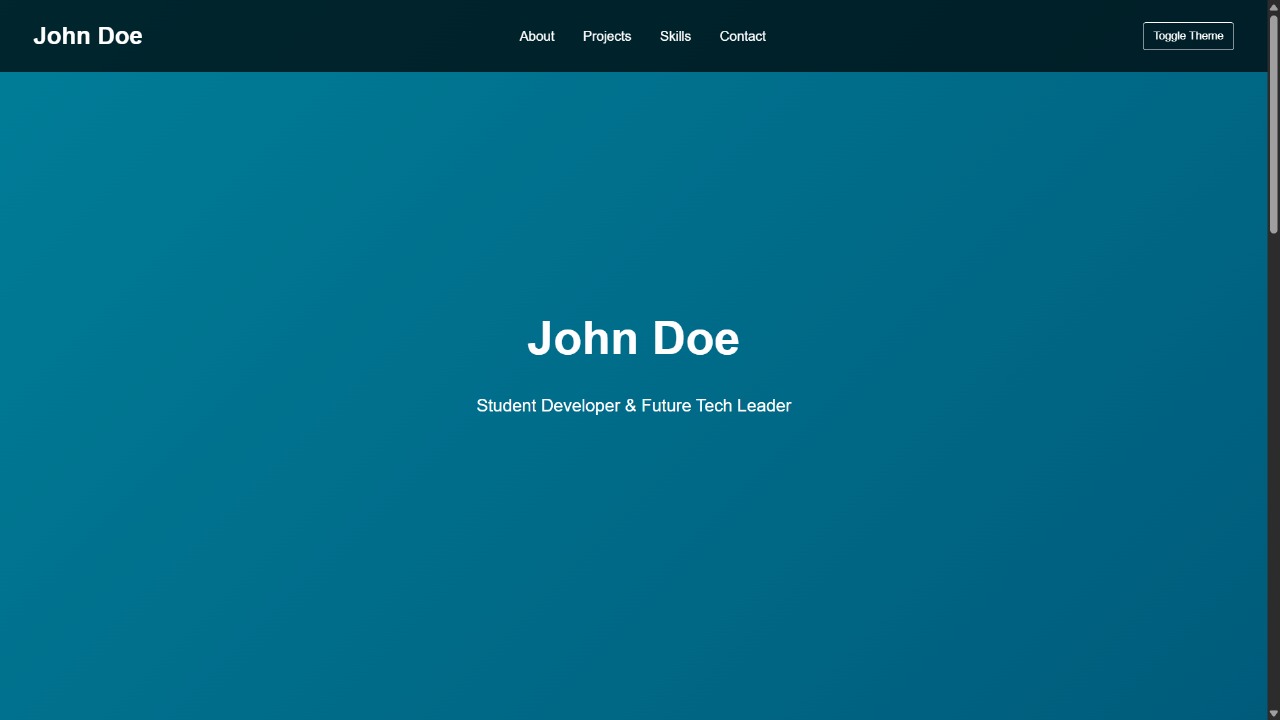 John Doe
About Projects Skills Contact
Toggle Theme
John Doe
Student Developer & Future Tech Leader